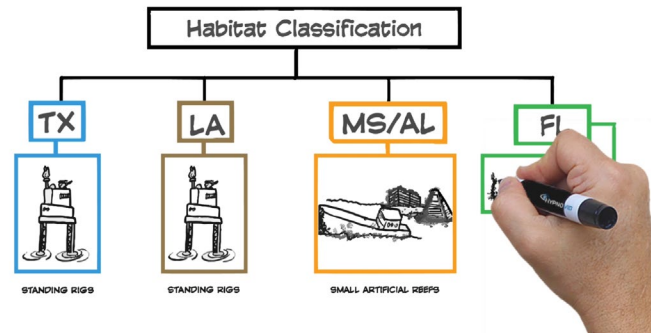 Habitat Classification
TX
LA
MS/AL
FL
STANDING RIGS
STANDING RIGS
SMALL ARTIFICIAL REEFS